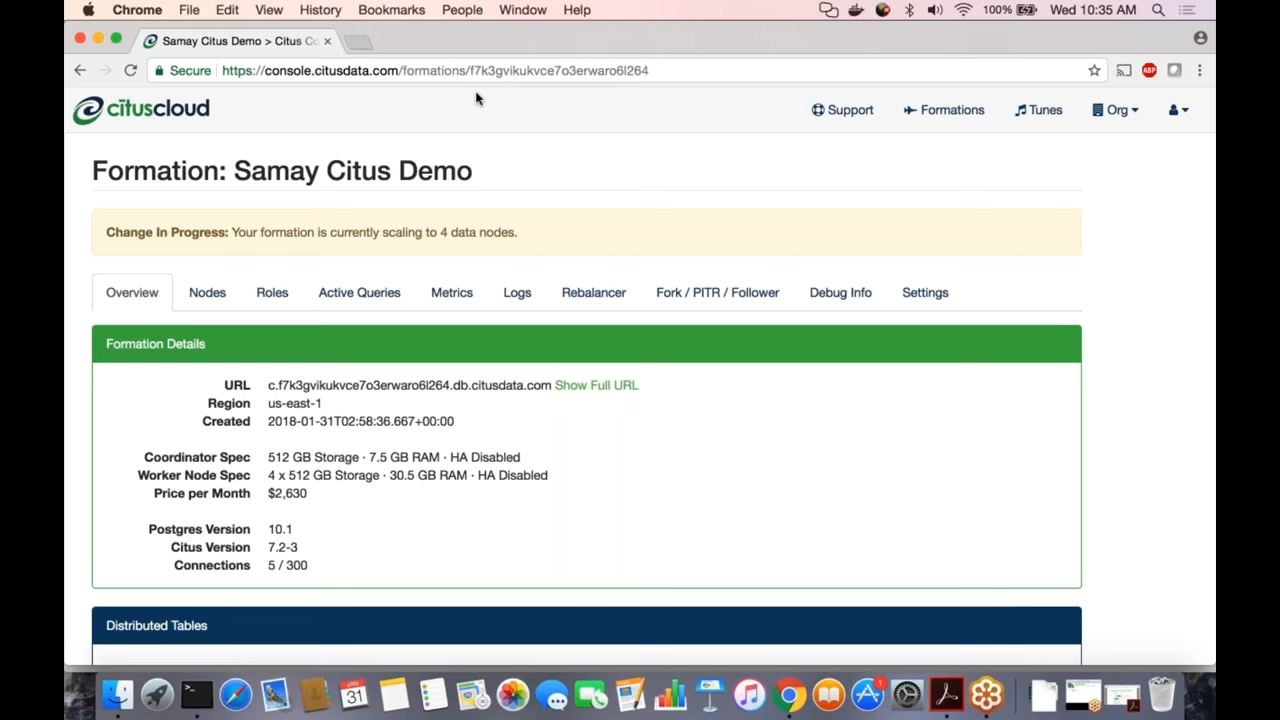 Chrome File Edit View History Bookmarks People Window Help 100% Wed 10:35 AM
Samay Citus Demo > Citus Co
Secure https://console.citusdata.com/formations/f7k3gvikukvce7o3erwaro6l264 ABP
cituscloud Support Formations Tunes Org
Formation: Samay Citus Demo
Change In Progress: Your formation is currently scaling to 4 data nodes.
Overview Nodes Roles Active Queries Metrics Logs Rebalancer Fork / PITR / Follower Debug Info Settings
Formation Details
URL c.f7k3gvikukvce7o3erwaro6l264.db.citusdata.com Show Full URL
Region us-east-1
Created 2018-01-31T02:58:36.667+00:00
Coordinator Spec 512 GB Storage · 7.5 GB RAM · HA Disabled
Worker Node Spec 4 x 512 GB Storage · 30.5 GB RAM · HA Disabled
Price per Month $2,630
Postgres Version 10.1
Citus Version 7.2-3
Connections 5 / 300
Distributed Tables
JAN
31
1